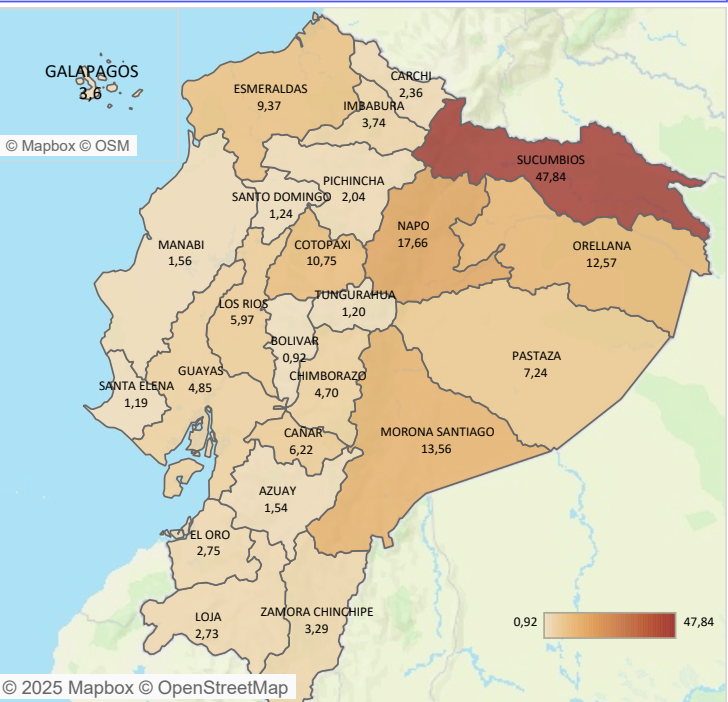 GALAPAGOS
3,6
© Mapbox © OSM
ESMERALDAS
9,37
CARCHI
2,36
IMBABURA
3,74
SUCUMBIOS
47,84
PICHINCHA
2,04
SANTO DOMINGO
1,24
NAPO
17,66
MANABI
1,56
COTOPAXI
10,75
ORELLANA
12,57
LOS RIOS
5,97
TUNGURAHUA
1,20
BOLIVAR
0,92
PASTAZA
7,24
GUAYAS
4,85
CHIMBORAZO
4,70
SANTA ELENA
1,19
CAÑAR
6,22
MORONA SANTIAGO
13,56
AZUAY
1,54
EL ORO
2,75
LOJA
2,73
ZAMORA CHINCHIPE
3,29
0,92 47,84
© 2025 Mapbox © OpenStreetMap